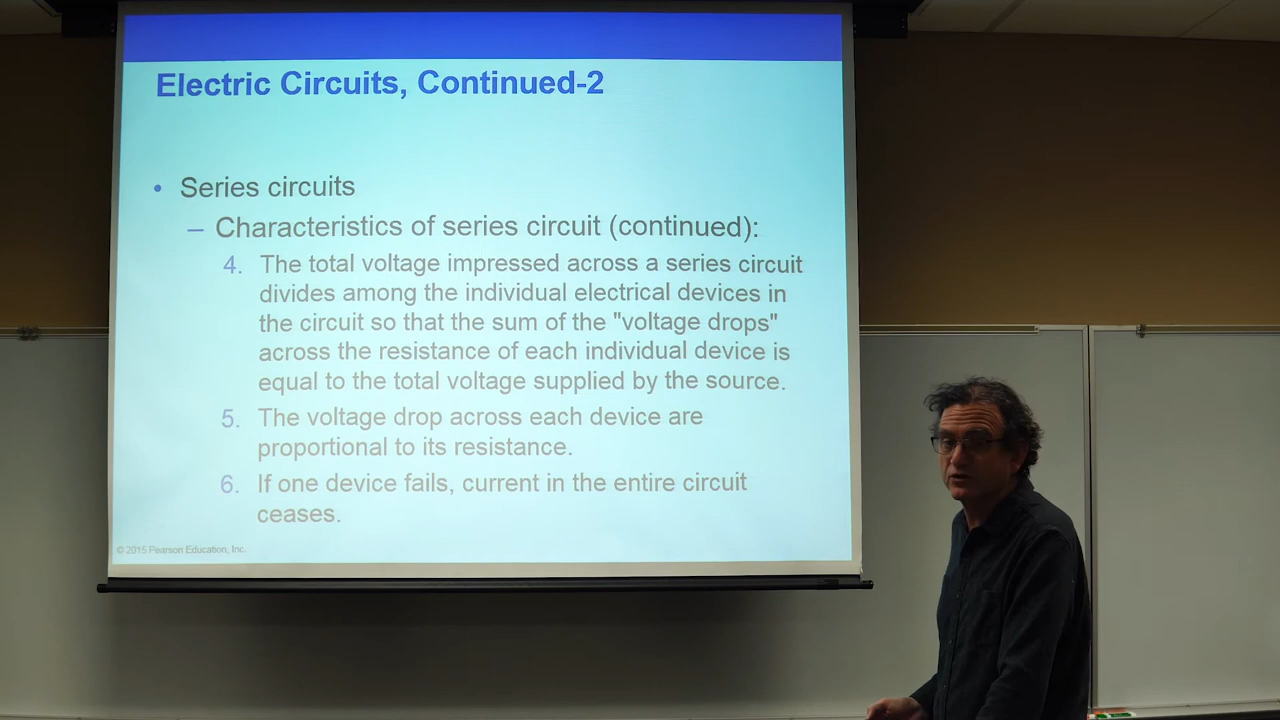 Electric Circuits, Continued-2
• Series circuits
– Characteristics of series circuit (continued):
4. The total voltage impressed across a series circuit
divides among the individual electrical devices in
the circuit so that the sum of the "voltage drops"
across the resistance of each individual device is
equal to the total voltage supplied by the source.
5. The voltage drop across each device are
proportional to its resistance.
6. If one device fails, current in the entire circuit
ceases.
© 2015 Pearson Education, Inc.